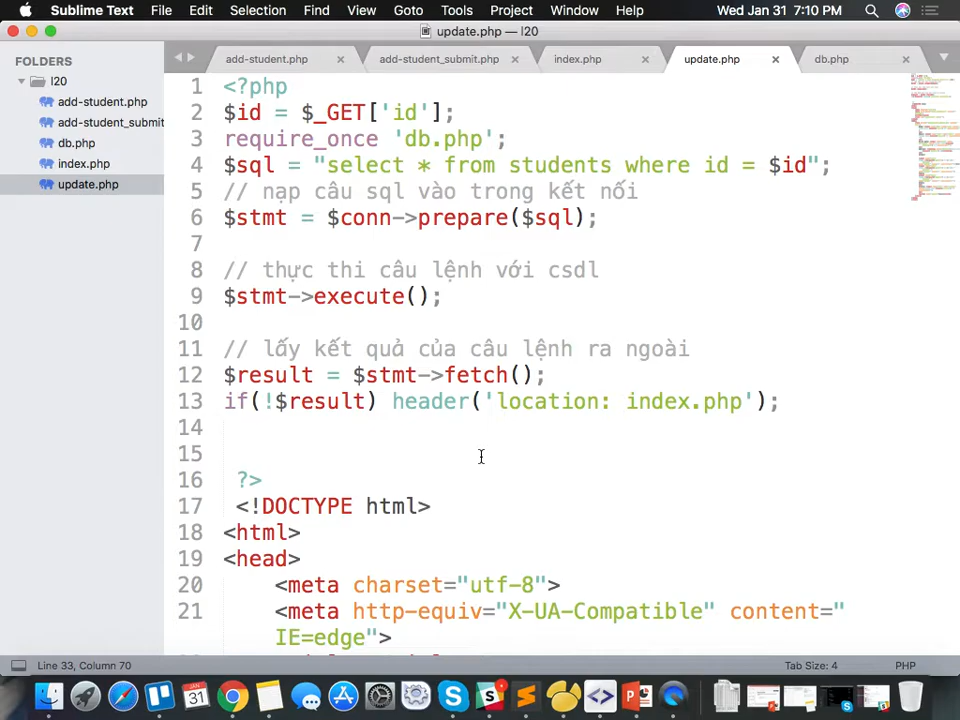 Sublime Text File Edit Selection Find View Goto Tools Project Window Help Wed Jan 31 7:10 PM
update.php — l20
FOLDERS
l20
add-student.php
add-student_submit
db.php
index.php
update.php
add-student.php add-student_submit.php index.php update.php db.php
1 <?php
2 $id = $_GET['id'];
3 require_once 'db.php';
4 $sql = "select * from students where id = $id";
5 // nạp câu sql vào trong kết nối
6 $stmt = $conn->prepare($sql);
7
8 // thực thi câu lệnh với csdl
9 $stmt->execute();
10
11 // lấy kết quả của câu lệnh ra ngoài
12 $result = $stmt->fetch();
13 if(!$result) header('location: index.php');
14
15
16 ?>
17 <!DOCTYPE html>
18 <html>
19 <head>
20 <meta charset="utf-8">
21 <meta http-equiv="X-UA-Compatible" content="
IE=edge">
Line 33, Column 70 Tab Size: 4 PHP